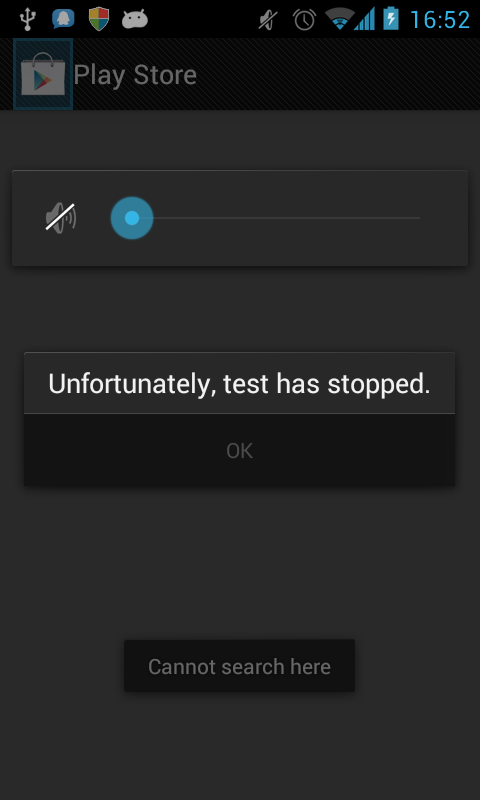 16:52
Play Store
Unfortunately, test has stopped.
OK
Cannot search here